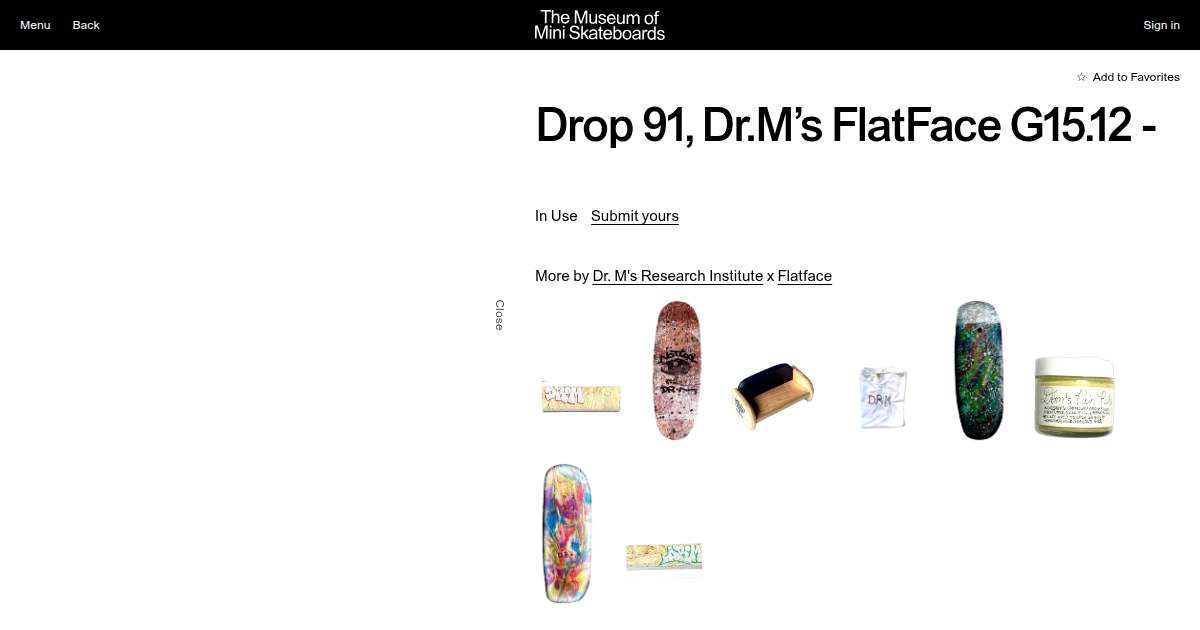 Menu
Back
The Museum of
Mini Skateboards
Sign in
☆ Add to Favorites
Drop 91, Dr.M’s FlatFace G15.12 -
In Use Submit yours
More by Dr. M's Research Institute x Flatface
Close
DRM